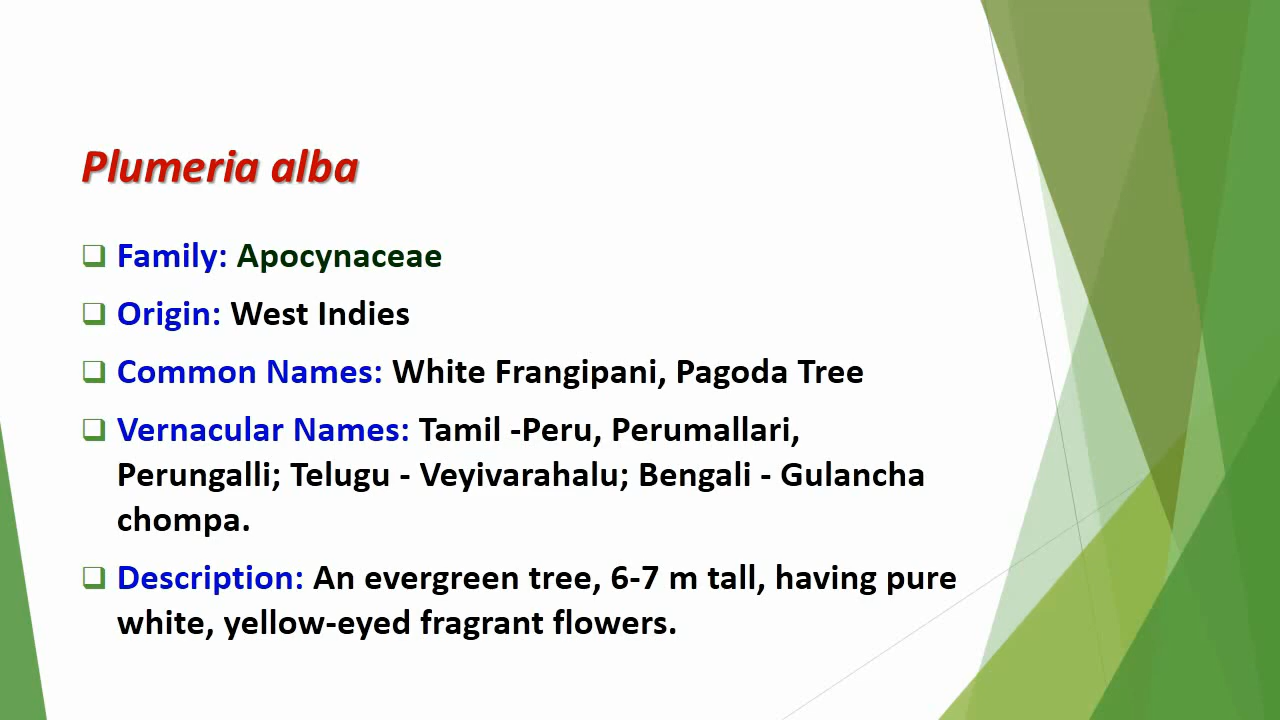 Plumeria alba
Family: Apocynaceae
Origin: West Indies
Common Names: White Frangipani, Pagoda Tree
Vernacular Names: Tamil -Peru, Perumallari,
Perungalli; Telugu - Veyivarahalu; Bengali - Gulancha
chompa.
Description: An evergreen tree, 6-7 m tall, having pure
white, yellow-eyed fragrant flowers.